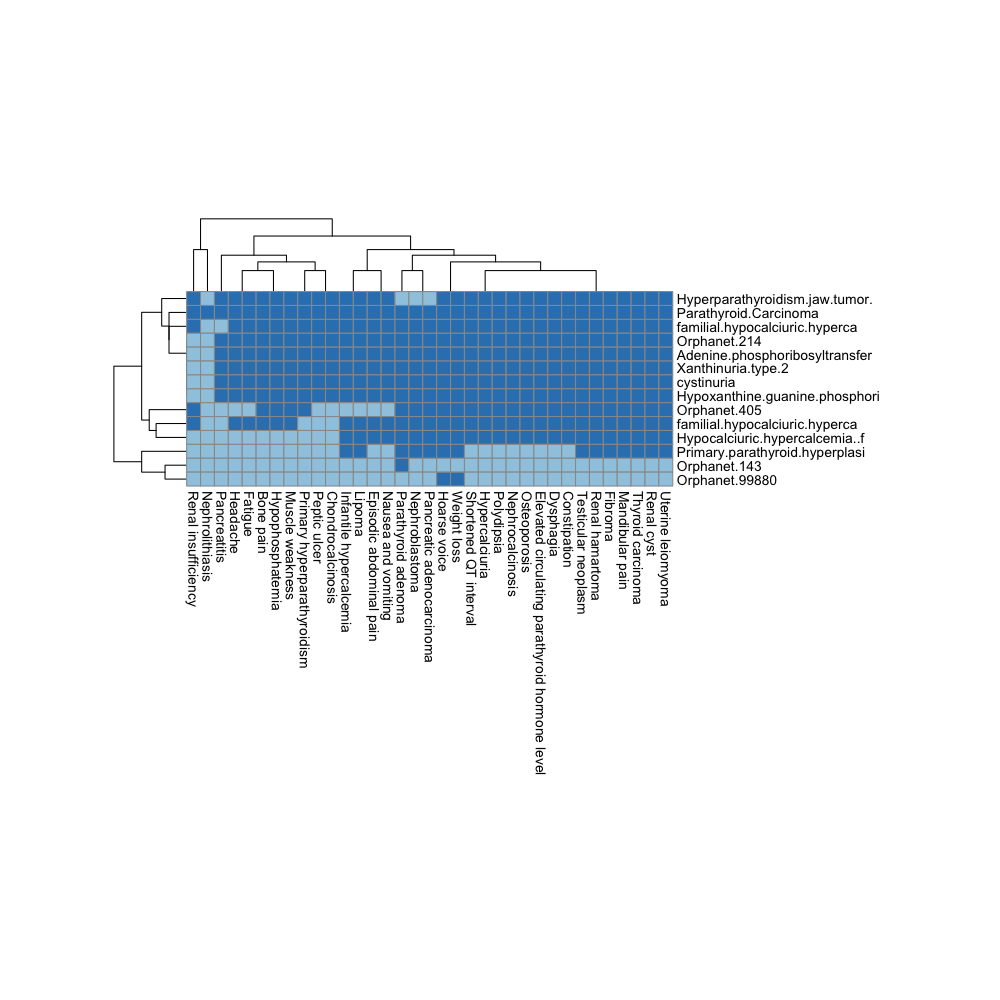 Hyperparathyroidism.jaw.tumor.
Parathyroid.Carcinoma
familial.hypocalciuric.hyperca
Orphanet.214
Adenine.phosphoribosyltransfer
Xanthinuria.type.2
cystinuria
Hypoxanthine.guanine.phosphori
Orphanet.405
familial.hypocalciuric.hyperca
Hypocalciuric.hypercalcemia..f
Primary.parathyroid.hyperplasi
Orphanet.143
Orphanet.99880
Renal insufficiency
Nephrolithiasis
Pancreatitis
Headache
Fatigue
Bone pain
Hypophosphatemia
Muscle weakness
Primary hyperparathyroidism
Peptic ulcer
Chondrocalcinosis
Infantile hypercalcemia
Lipoma
Episodic abdominal pain
Nausea and vomiting
Parathyroid adenoma
Nephroblastoma
Pancreatic adenocarcinoma
Hoarse voice
Weight loss
Shortened QT interval
Hypercalciuria
Polydipsia
Nephrocalcinosis
Osteoporosis
Elevated circulating parathyroid hormone level
Dysphagia
Constipation
Testicular neoplasm
Renal hamartoma
Fibroma
Mandibular pain
Thyroid carcinoma
Renal cyst
Uterine leiomyoma